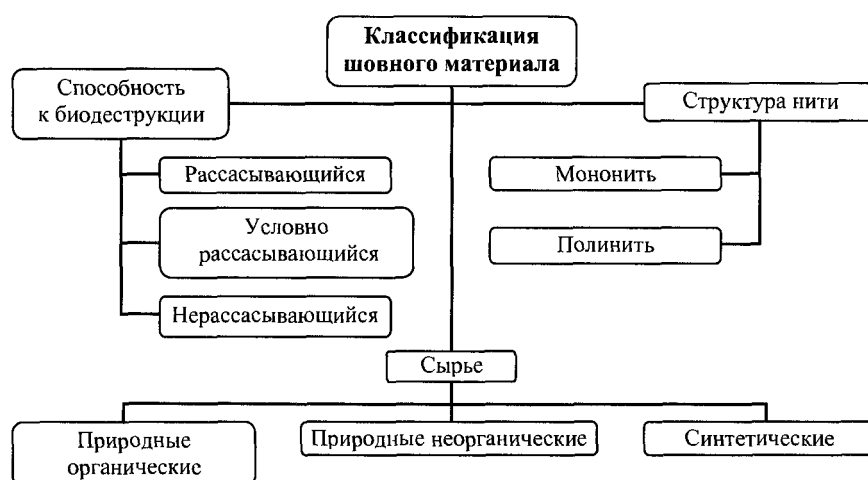 Классификация
шовного материала
Способность
к биодеструкции
Структура нити
Рассасывающийся
Мононить
Условно
рассасывающийся
Полинить
Нерассасывающийся
Сырье
Природные
органические
Природные неорганические
Синтетические